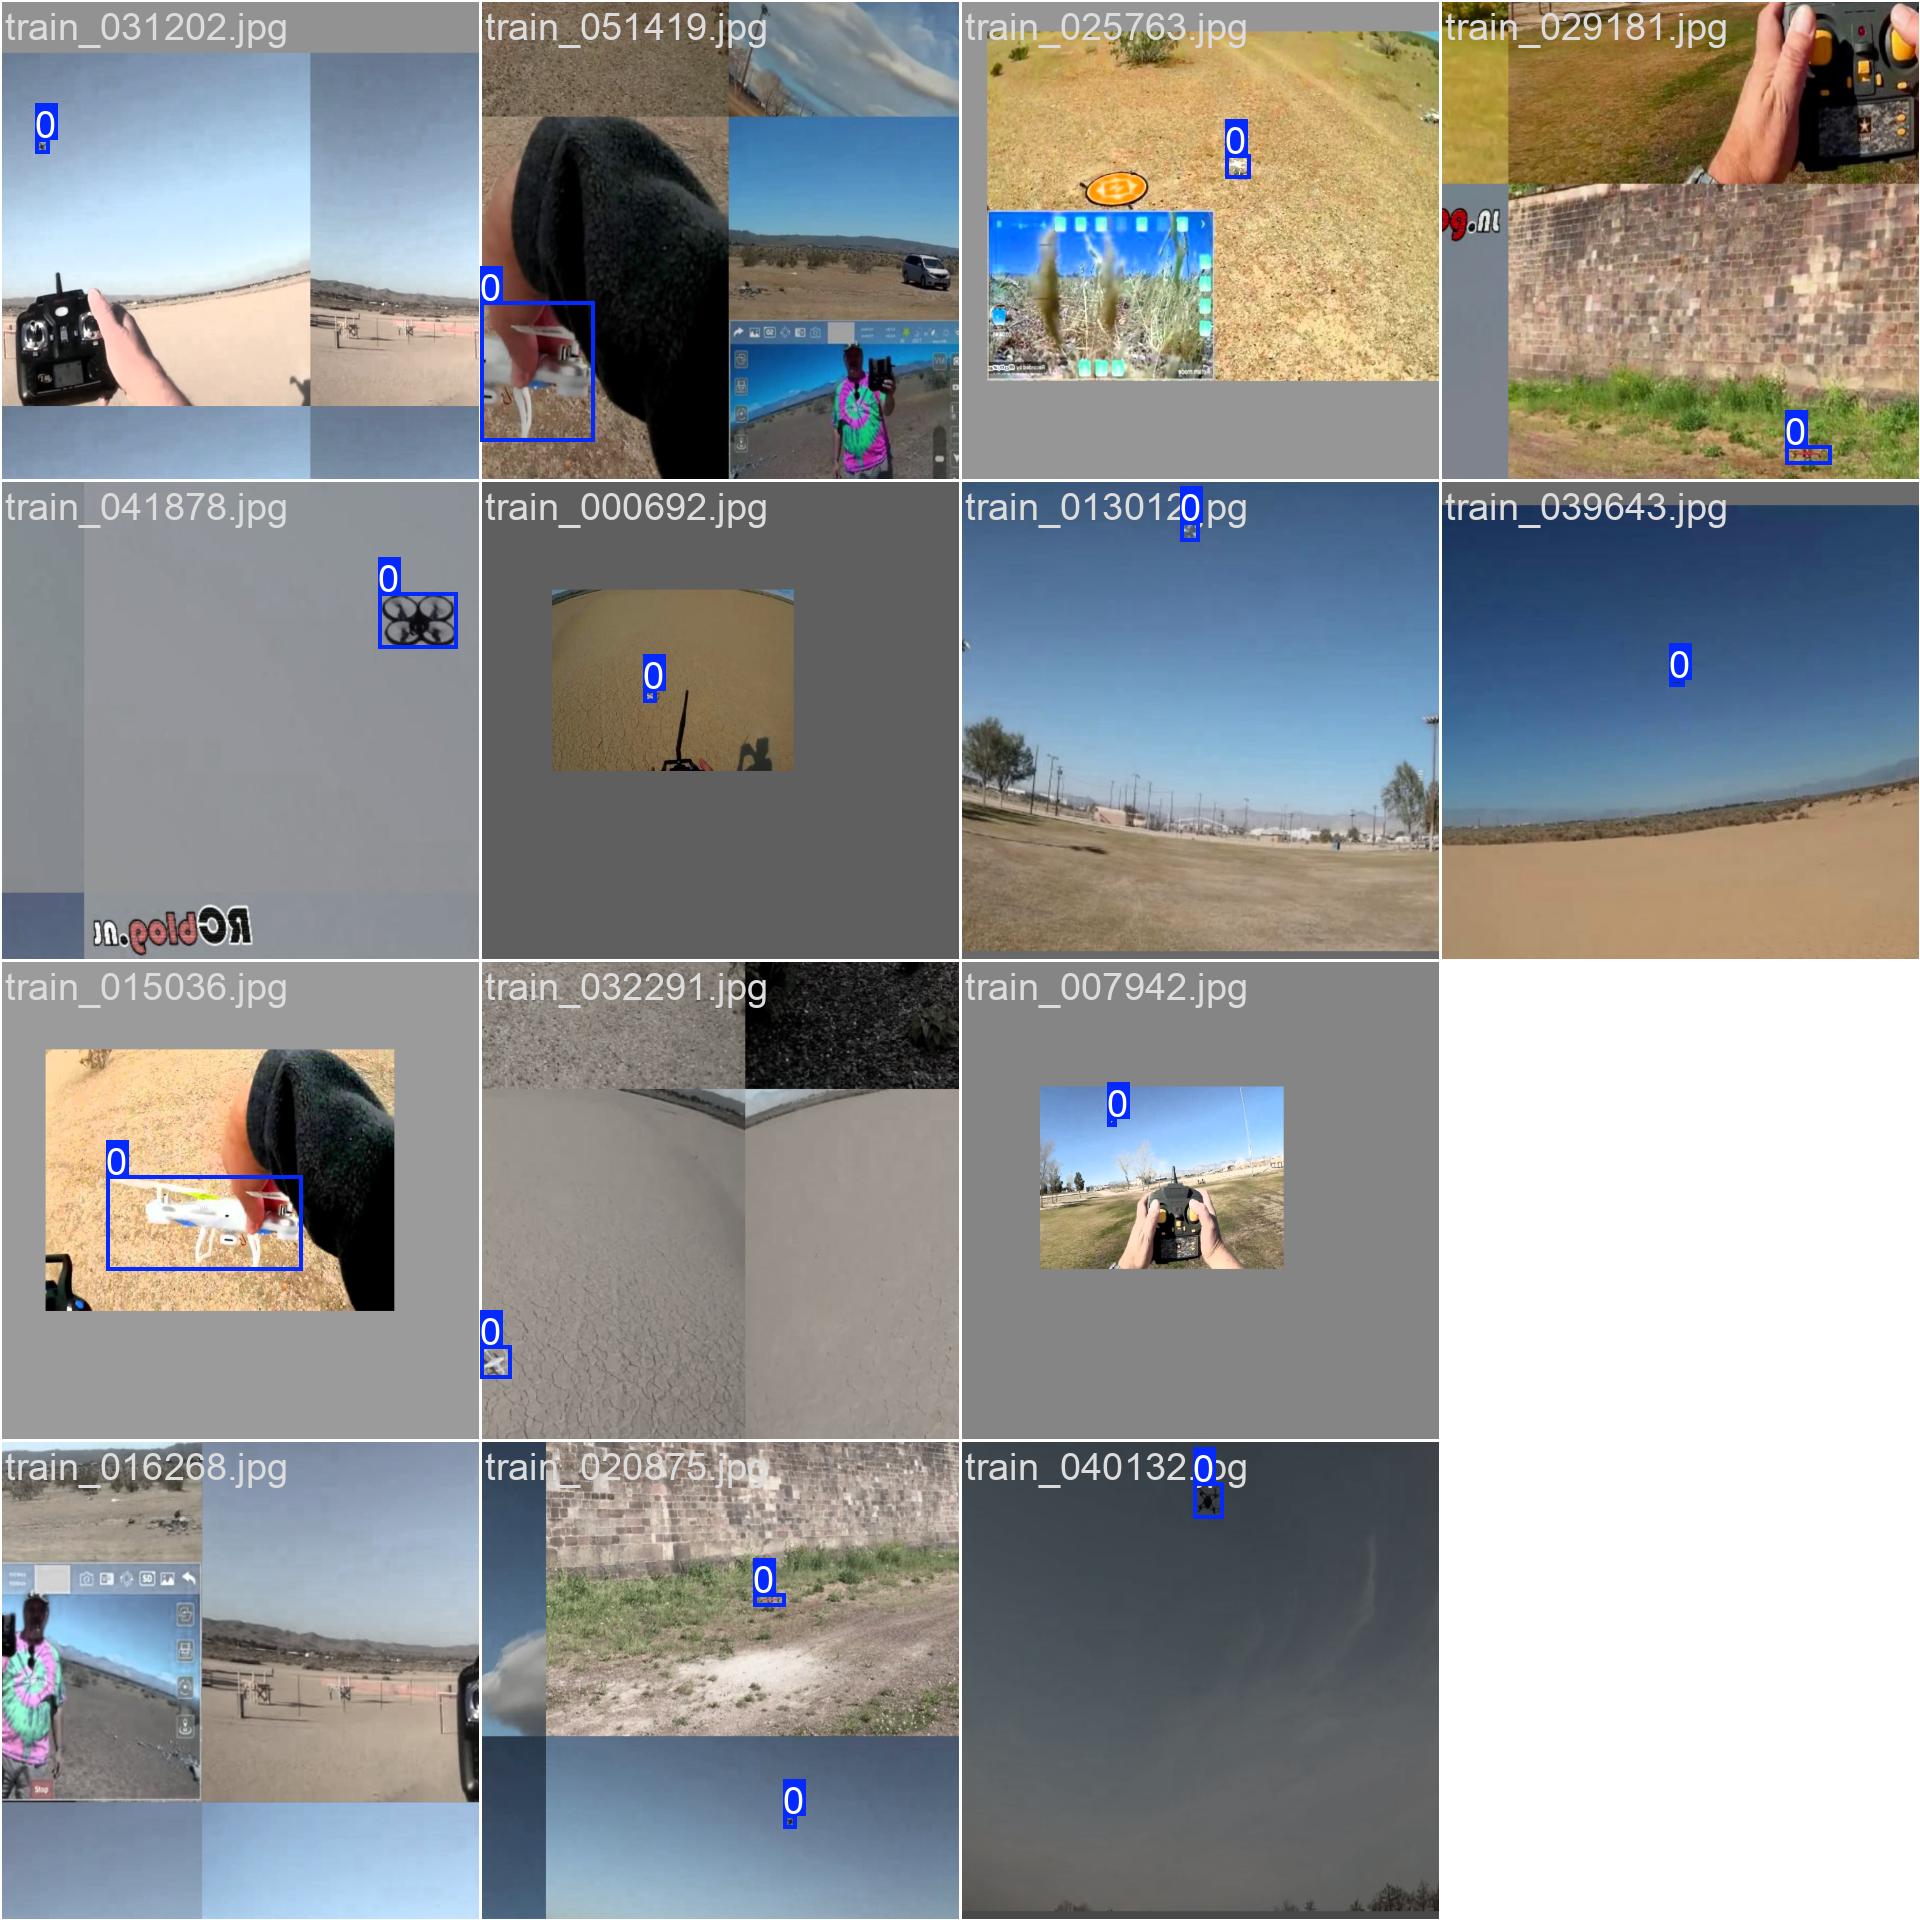 train_031202.jpg
train_051419.jpg
train_025763.jpg
train_029181.jpg
0
0
0
0
train_041878.jpg
train_000692.jpg
train_013012.jpg
train_039643.jpg
0
0
0
0
RCblog.nl
train_015036.jpg
train_032291.jpg
train_007942.jpg
0
0
0
train_016268.jpg
train_020875.jpg
train_040132.jpg
0
0
0
SD
Stop